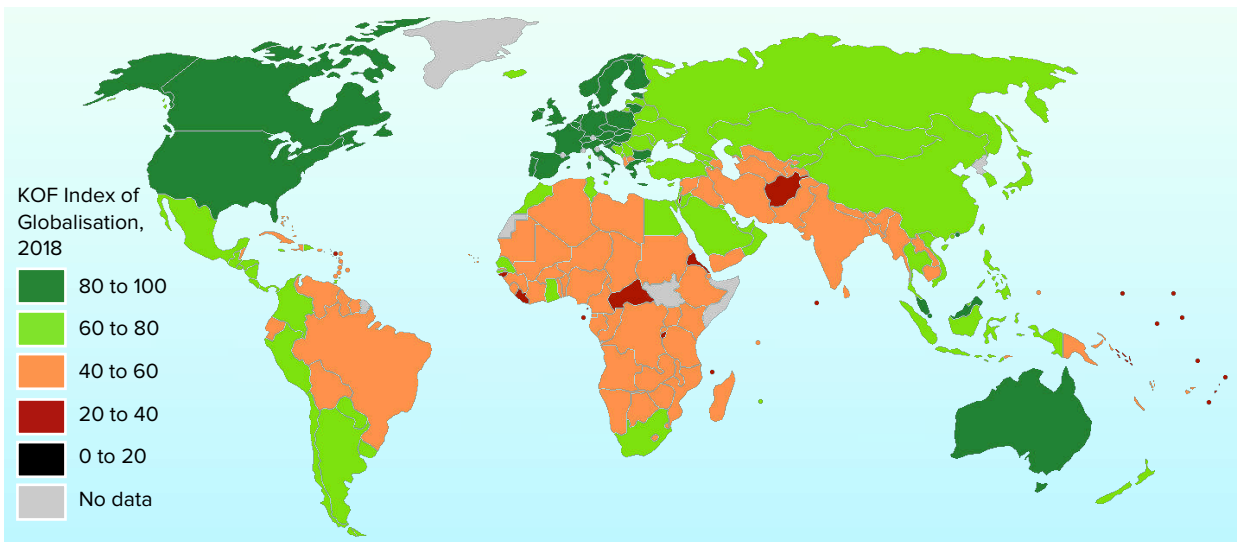 KOF Index of
Globalisation,
2018
80 to 100
60 to 80
40 to 60
20 to 40
0 to 20
No data